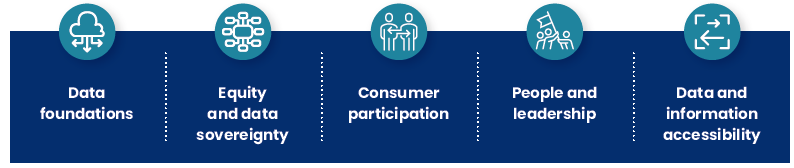 Data
foundations
Equity
and data
sovereignty
Consumer
participation
People and
leadership
Data and
information
accessibility